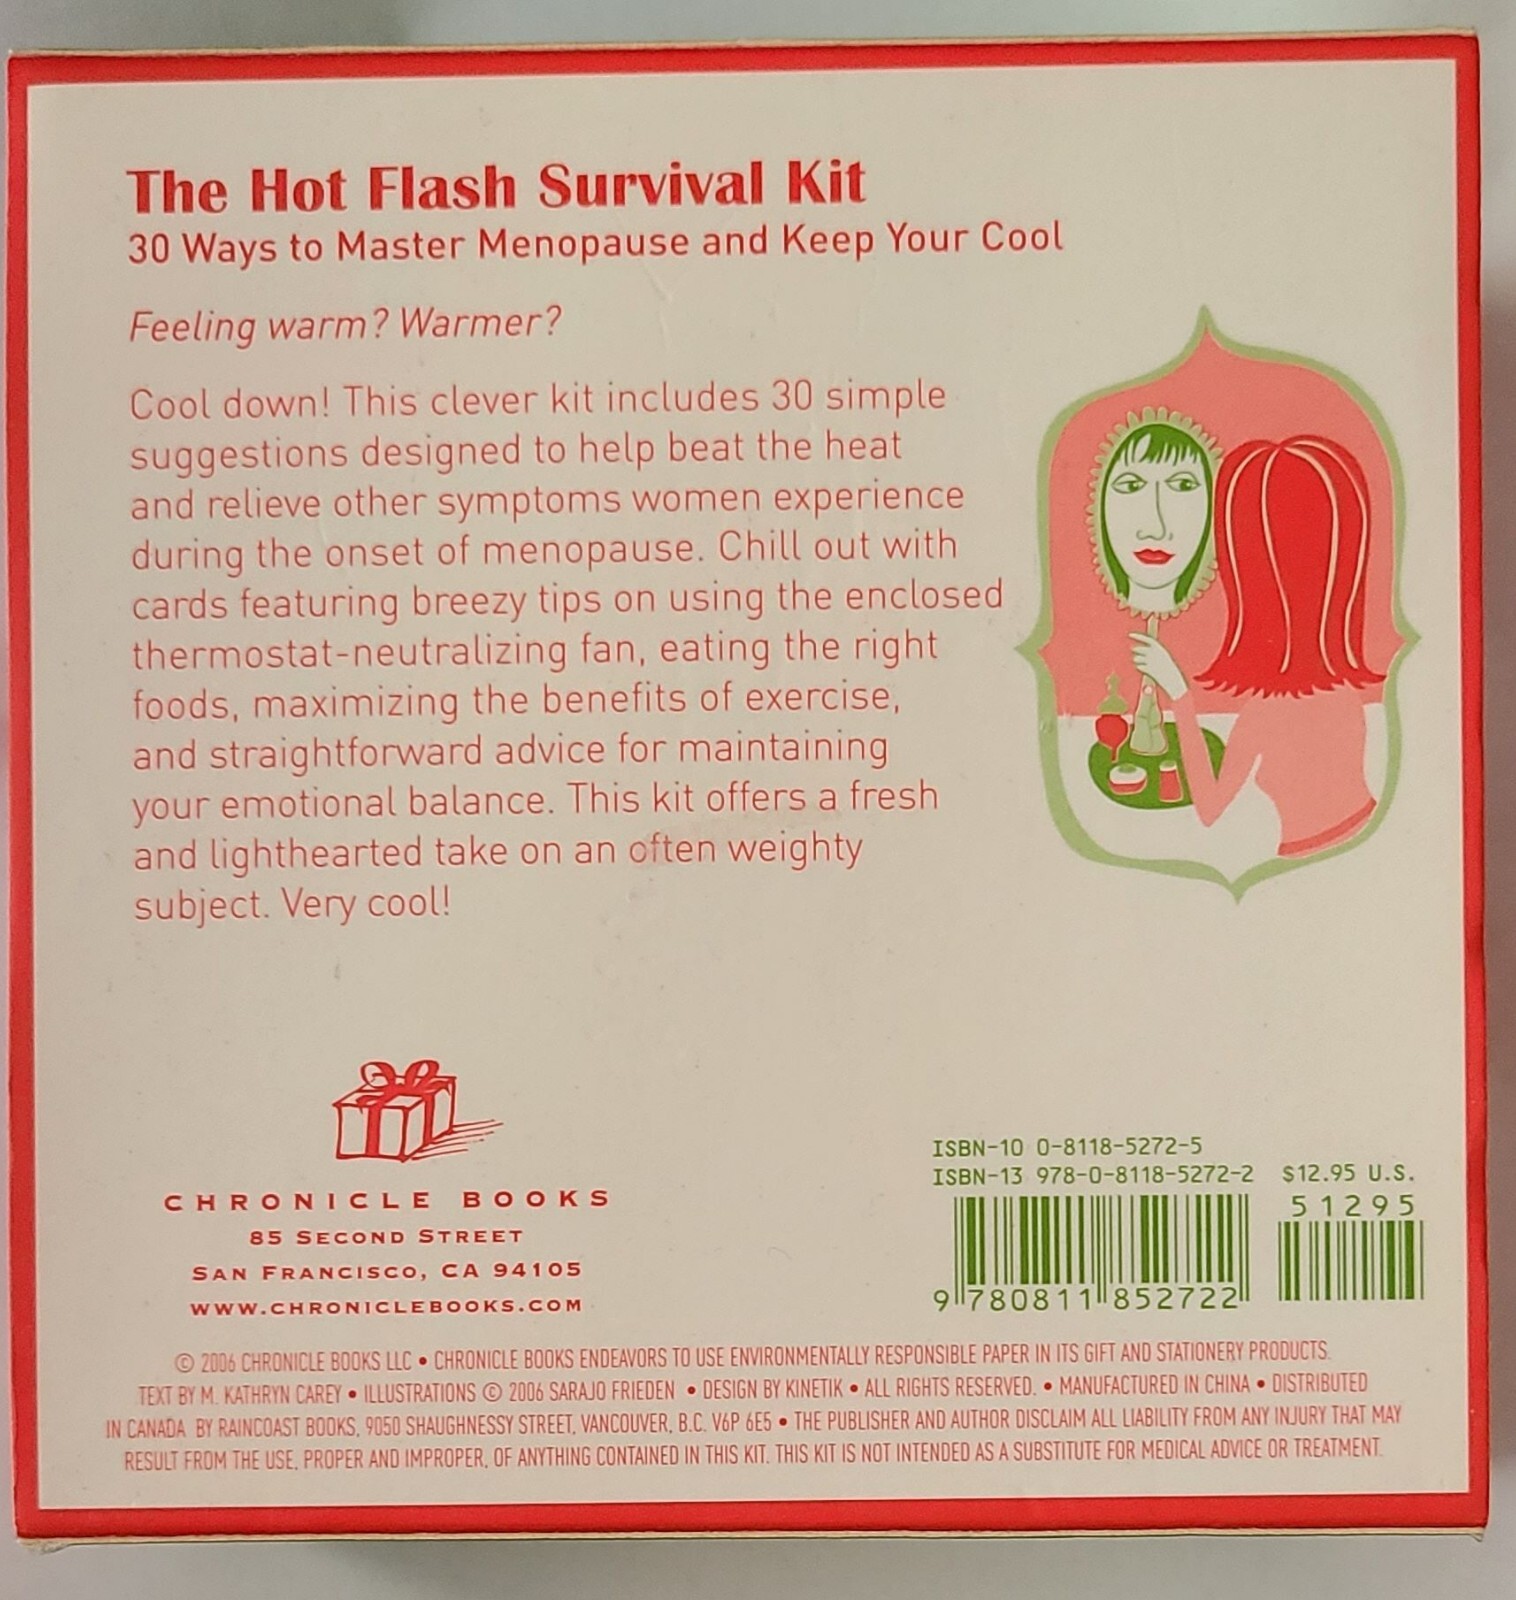 The Hot Flash Survival Kit
30 Ways to Master Menopause and Keep Your Cool
Feeling warm? Warmer?
Cool down! This clever kit includes 30 simple
suggestions designed to help beat the heat
and relieve other symptoms women experience
during the onset of menopause. Chill out with
cards featuring breezy tips on using the enclosed
thermostat-neutralizing fan, eating the right
foods, maximizing the benefits of exercise,
and straightforward advice for maintaining
your emotional balance. This kit offers a fresh
and lighthearted take on an often weighty
subject. Very cool!
CHRONICLE BOOKS
85 SECOND STREET
SAN FRANCISCO, CA 94105
WWW.CHRONICLEBOOKS.COM
ISBN-10 0-8118-5272-5
ISBN-13 978-0-8118-5272-2 $12.95 U.S.
51295
9 780811 852722
© 2006 CHRONICLE BOOKS LLC • CHRONICLE BOOKS ENDEAVORS TO USE ENVIRONMENTALLY RESPONSIBLE PAPER IN ITS GIFT AND STATIONERY PRODUCTS.
TEXT BY M. KATHRYN CAREY • ILLUSTRATIONS © 2006 SARAJO FRIEDEN • DESIGN BY KINETIK • ALL RIGHTS RESERVED. • MANUFACTURED IN CHINA • DISTRIBUTED
IN CANADA BY RAINCOAST BOOKS, 9050 SHAUGHNESSY STREET, VANCOUVER, B.C. V6P 6E5 • THE PUBLISHER AND AUTHOR DISCLAIM ALL LIABILITY FROM ANY INJURY THAT MAY
RESULT FROM THE USE, PROPER AND IMPROPER, OF ANYTHING CONTAINED IN THIS KIT. THIS KIT IS NOT INTENDED AS A SUBSTITUTE FOR MEDICAL ADVICE OR TREATMENT.